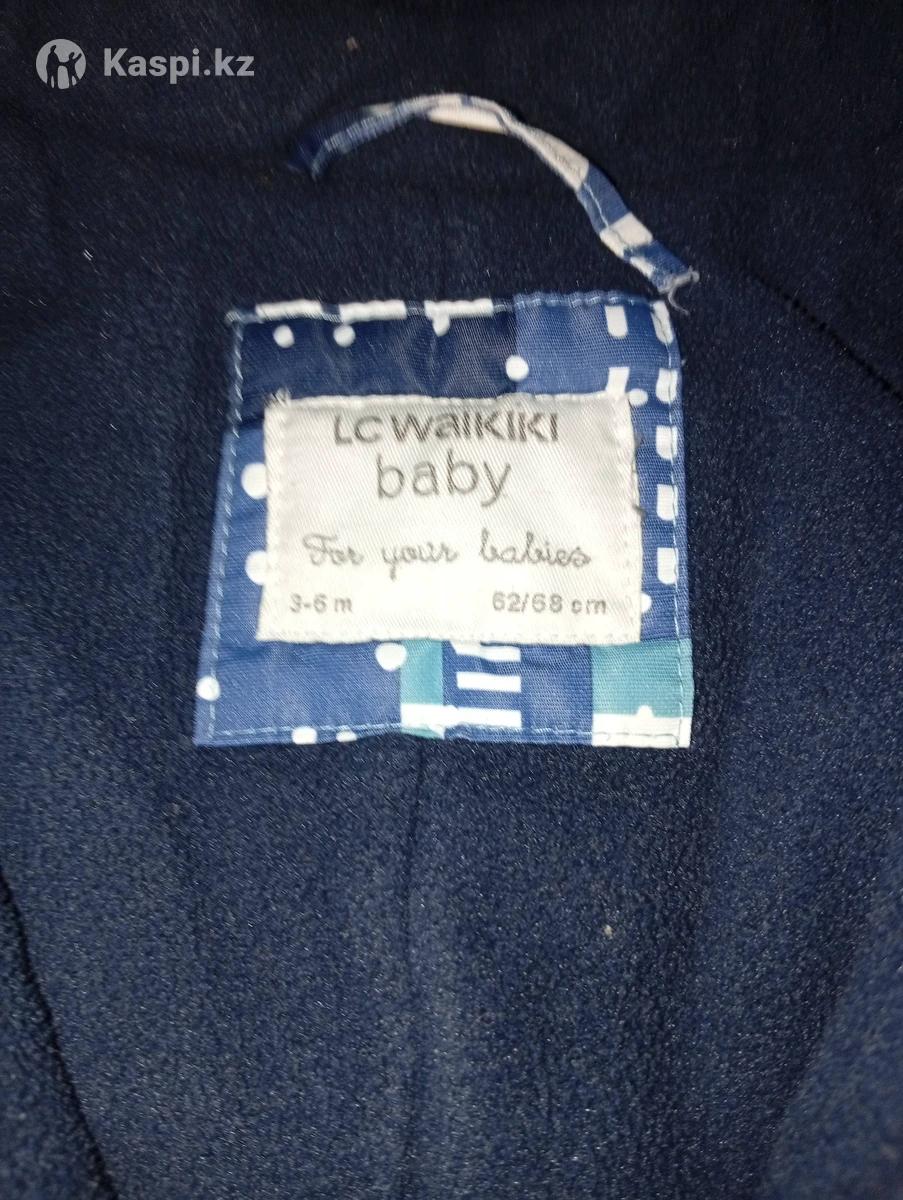 Kaspi.kz
LC WAIKIKI
baby
For your babies
3-6 m 62/68 cm